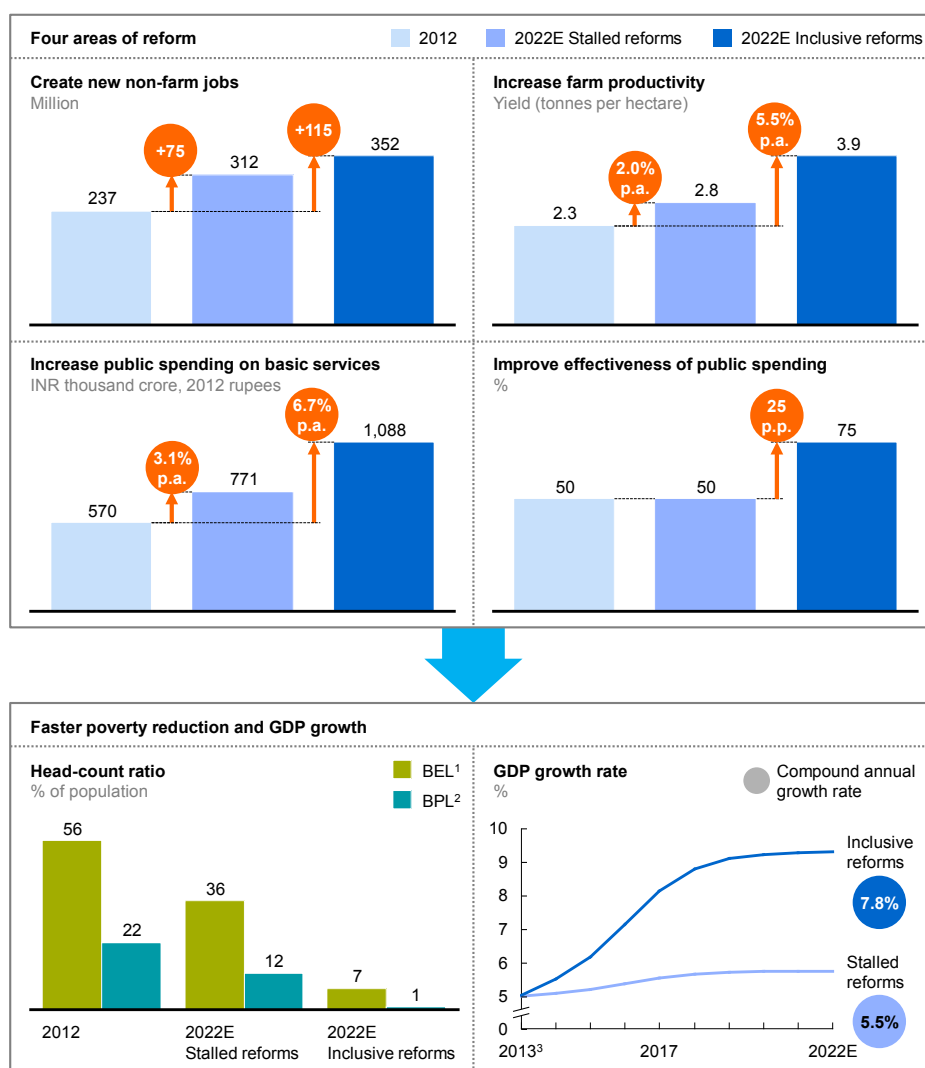 Four areas of reform
2012
2022E Stalled reforms
2022E Inclusive reforms
Create new non-farm jobs
Million
+75
+115
237
312
352
Increase farm productivity
Yield (tonnes per hectare)
2.0%
p.a.
5.5%
p.a.
2.3
2.8
3.9
Increase public spending on basic services
INR thousand crore, 2012 rupees
3.1%
p.a.
6.7%
p.a.
570
771
1,088
Improve effectiveness of public spending
%
25
p.p.
50
50
75
Faster poverty reduction and GDP growth
Head-count ratio
% of population
BEL¹
BPL²
56
22
36
12
7
1
2012
2022E
Stalled reforms
2022E
Inclusive reforms
GDP growth rate
%
Compound annual
growth rate
10
9
8
7
6
5
0
2013³
2017
2022E
Inclusive
reforms
7.8%
Stalled
reforms
5.5%